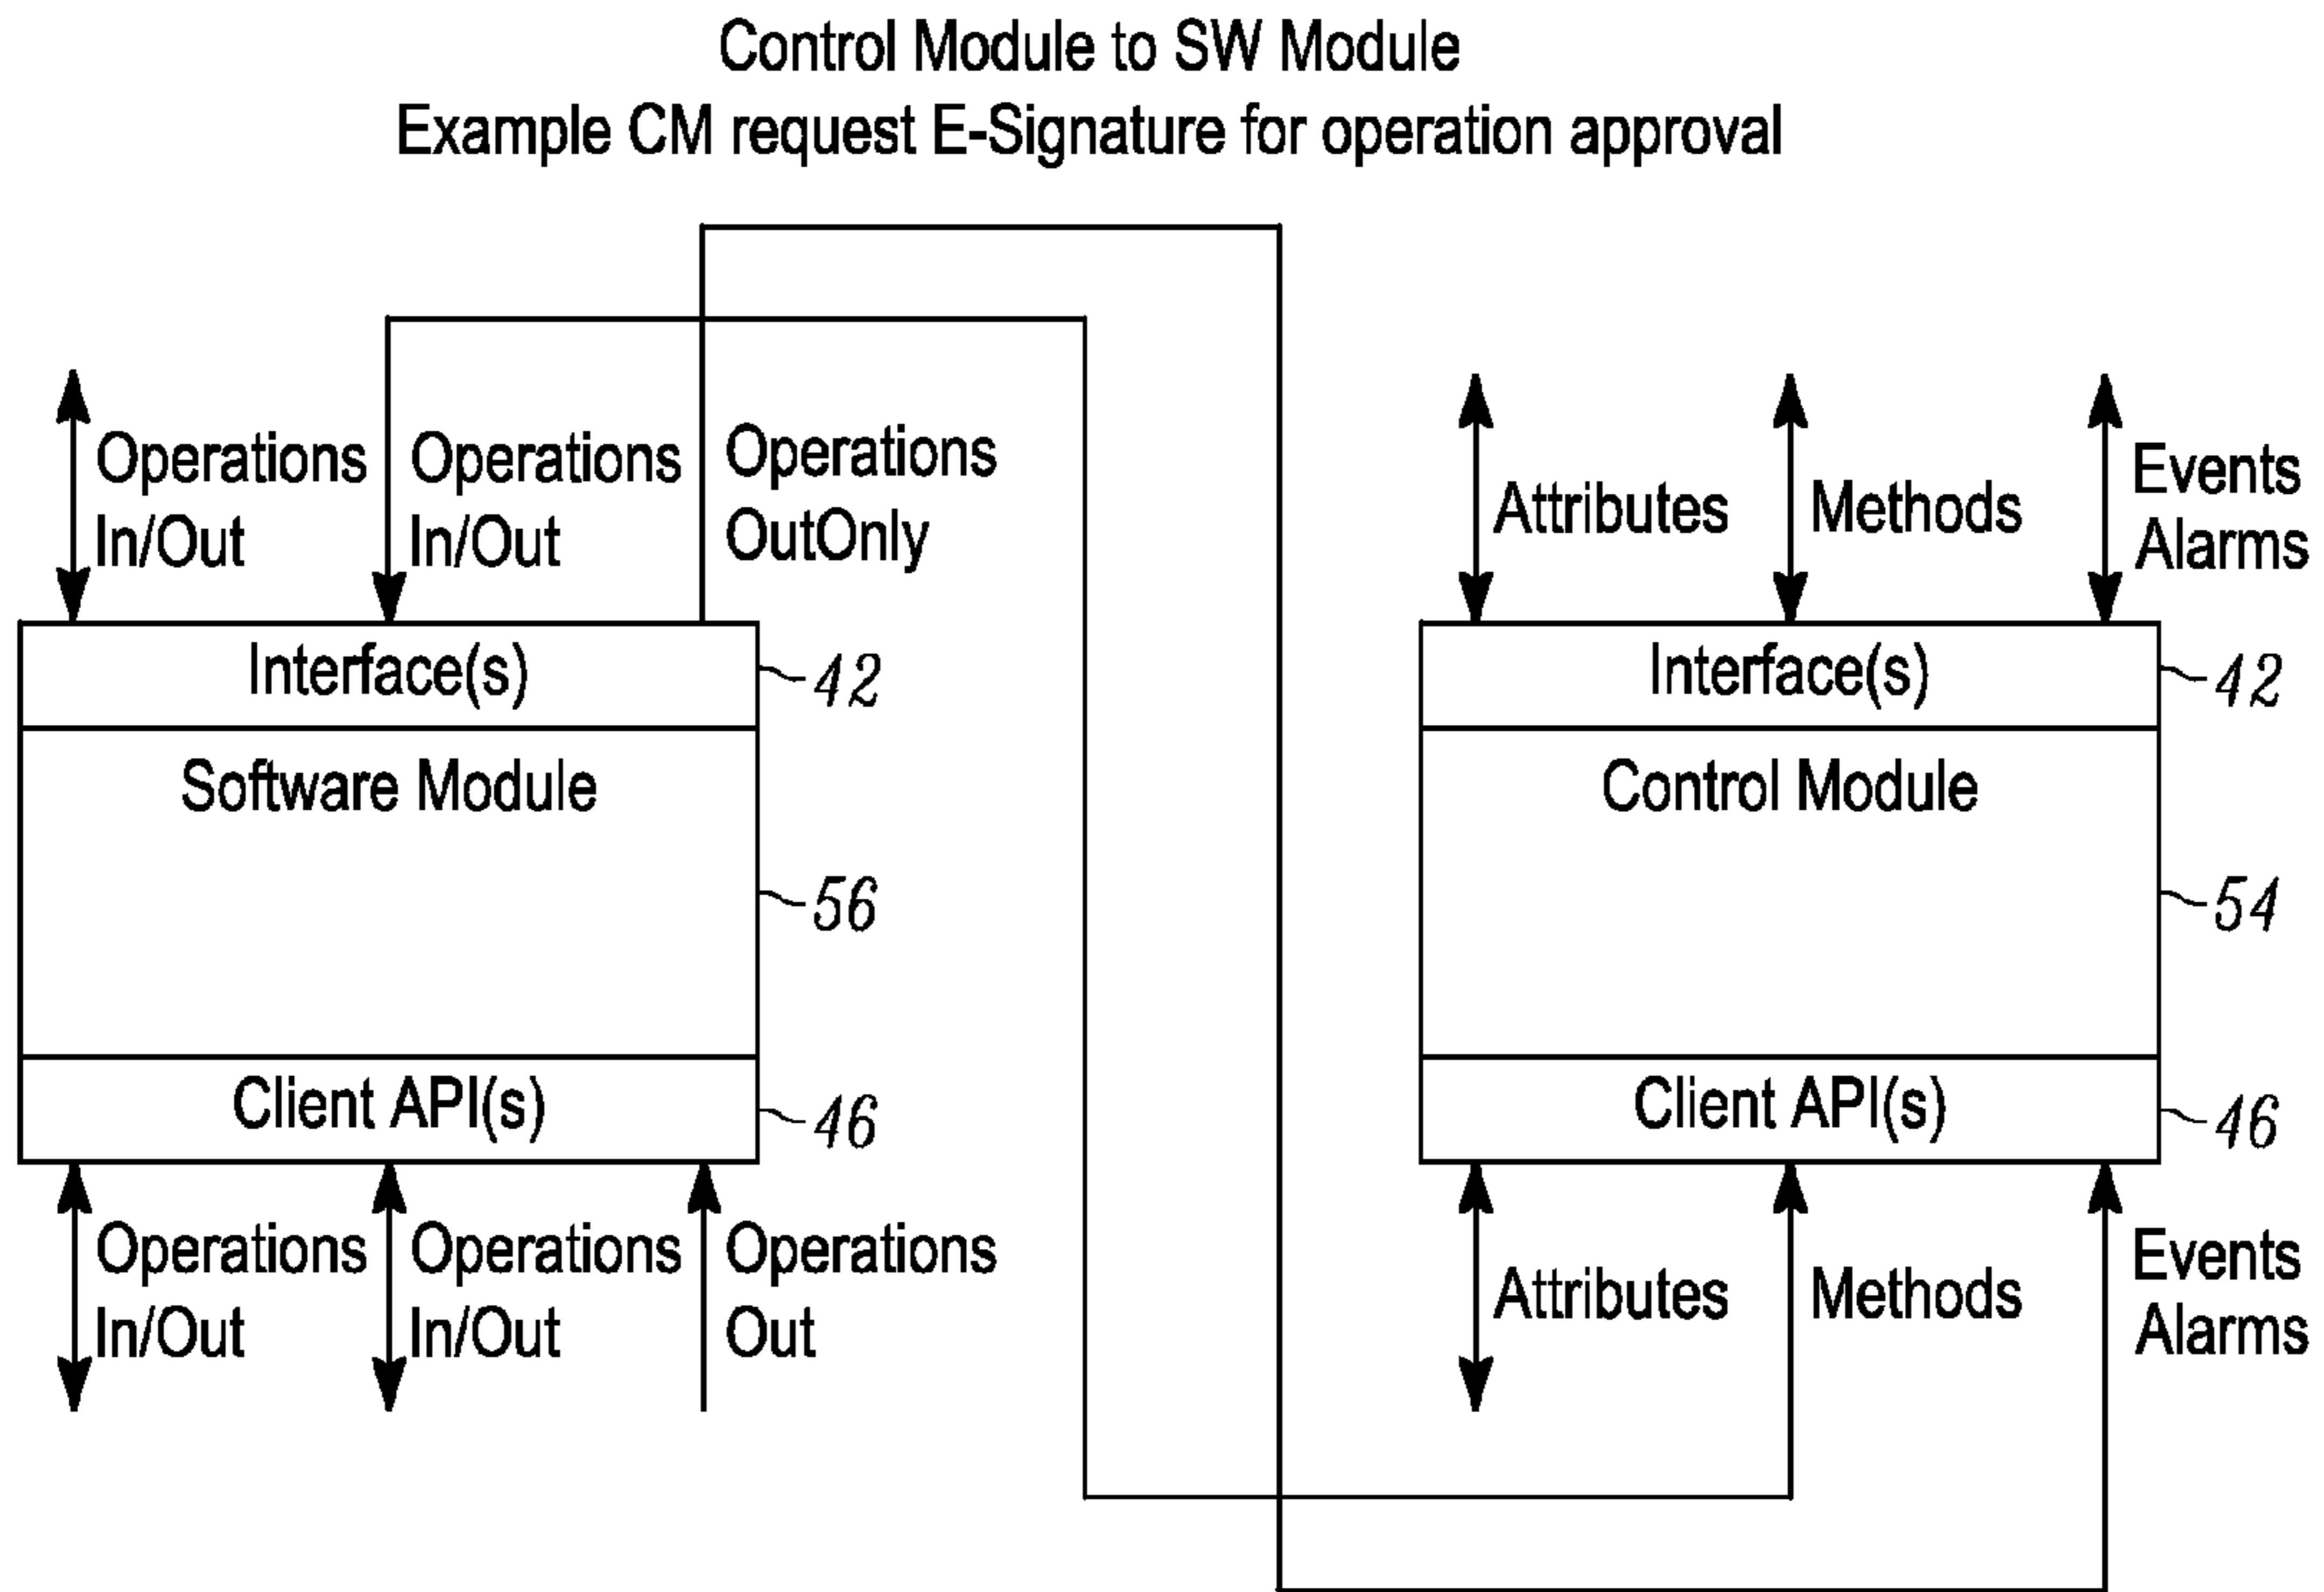 Control Module to SW Module
Example CM request E-Signature for operation approval
Operations
In/Out
Operations
In/Out
Operations
OutOnly
Attributes
Methods
Events
Alarms
Interface(s)
42
Software Module
56
Client API(s)
46
Interface(s)
42
Control Module
54
Client API(s)
46
Operations
In/Out
Operations
In/Out
Operations
Out
Attributes
Methods
Events
Alarms